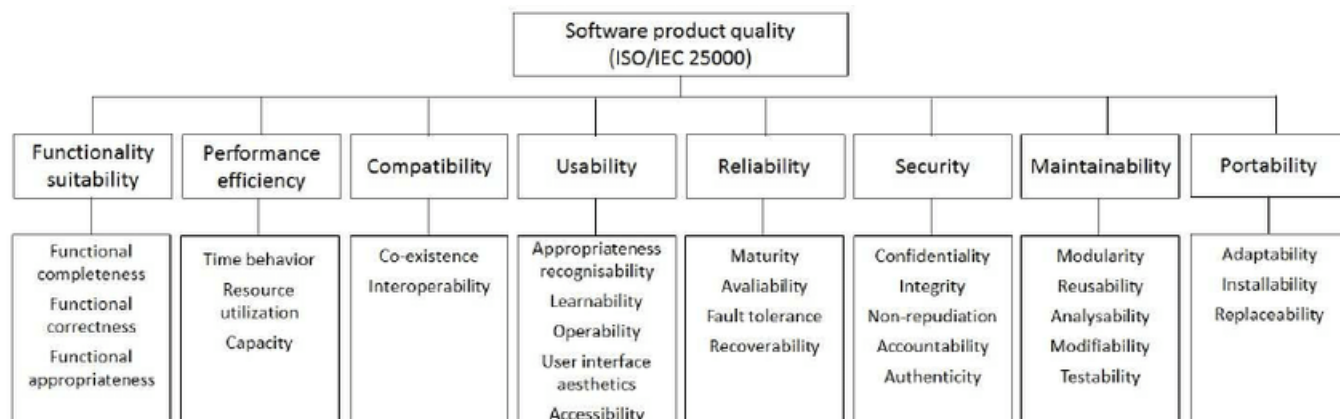 Software product quality
(ISO/IEC 25000)
Functionality
suitability
Performance
efficiency
Compatibility
Usability
Reliability
Security
Maintainability
Portability
Functional
completeness
Functional
correctness
Functional
appropriateness
Time behavior
Resource
utilization
Capacity
Co-existence
Interoperability
Appropriateness
recognisability
Learnability
Operability
User interface
aesthetics
Accessibility
Maturity
Avaliability
Fault tolerance
Recoverability
Confidentiality
Integrity
Non-repudiation
Accountability
Authenticity
Modularity
Reusability
Analysability
Modifiability
Testability
Adaptability
Installability
Replaceability